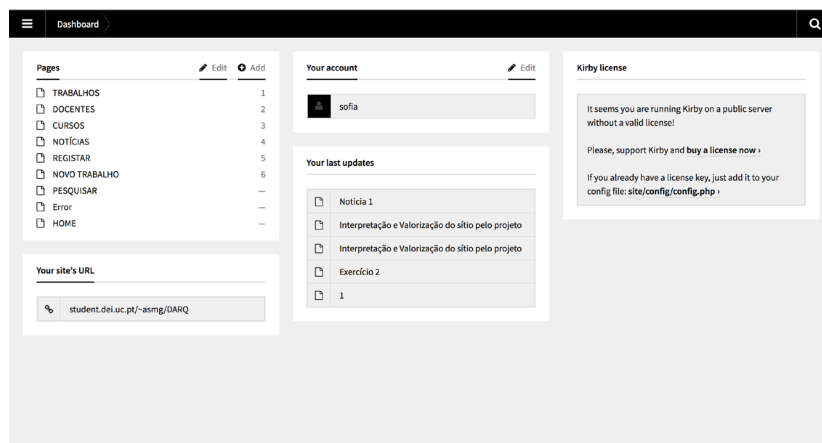 Dashboard
Pages Edit Add
TRABALHOS 1
DOCENTES 2
CURSOS 3
NOTÍCIAS 4
REGISTAR 5
NOVO TRABALHO 6
PESQUISAR —
Error —
HOME —
Your site's URL
student.dei.uc.pt/~asmg/DARQ
Your account Edit
sofia
Your last updates
Noticia 1
Interpretação e Valorização do sítio pelo projeto
Interpretação e Valorização do sítio pelo projeto
Exercício 2
1
Kirby license
It seems you are running Kirby on a public server
without a valid license!
Please, support Kirby and buy a license now ›
If you already have a license key, just add it to your
config file: site/config/config.php ›